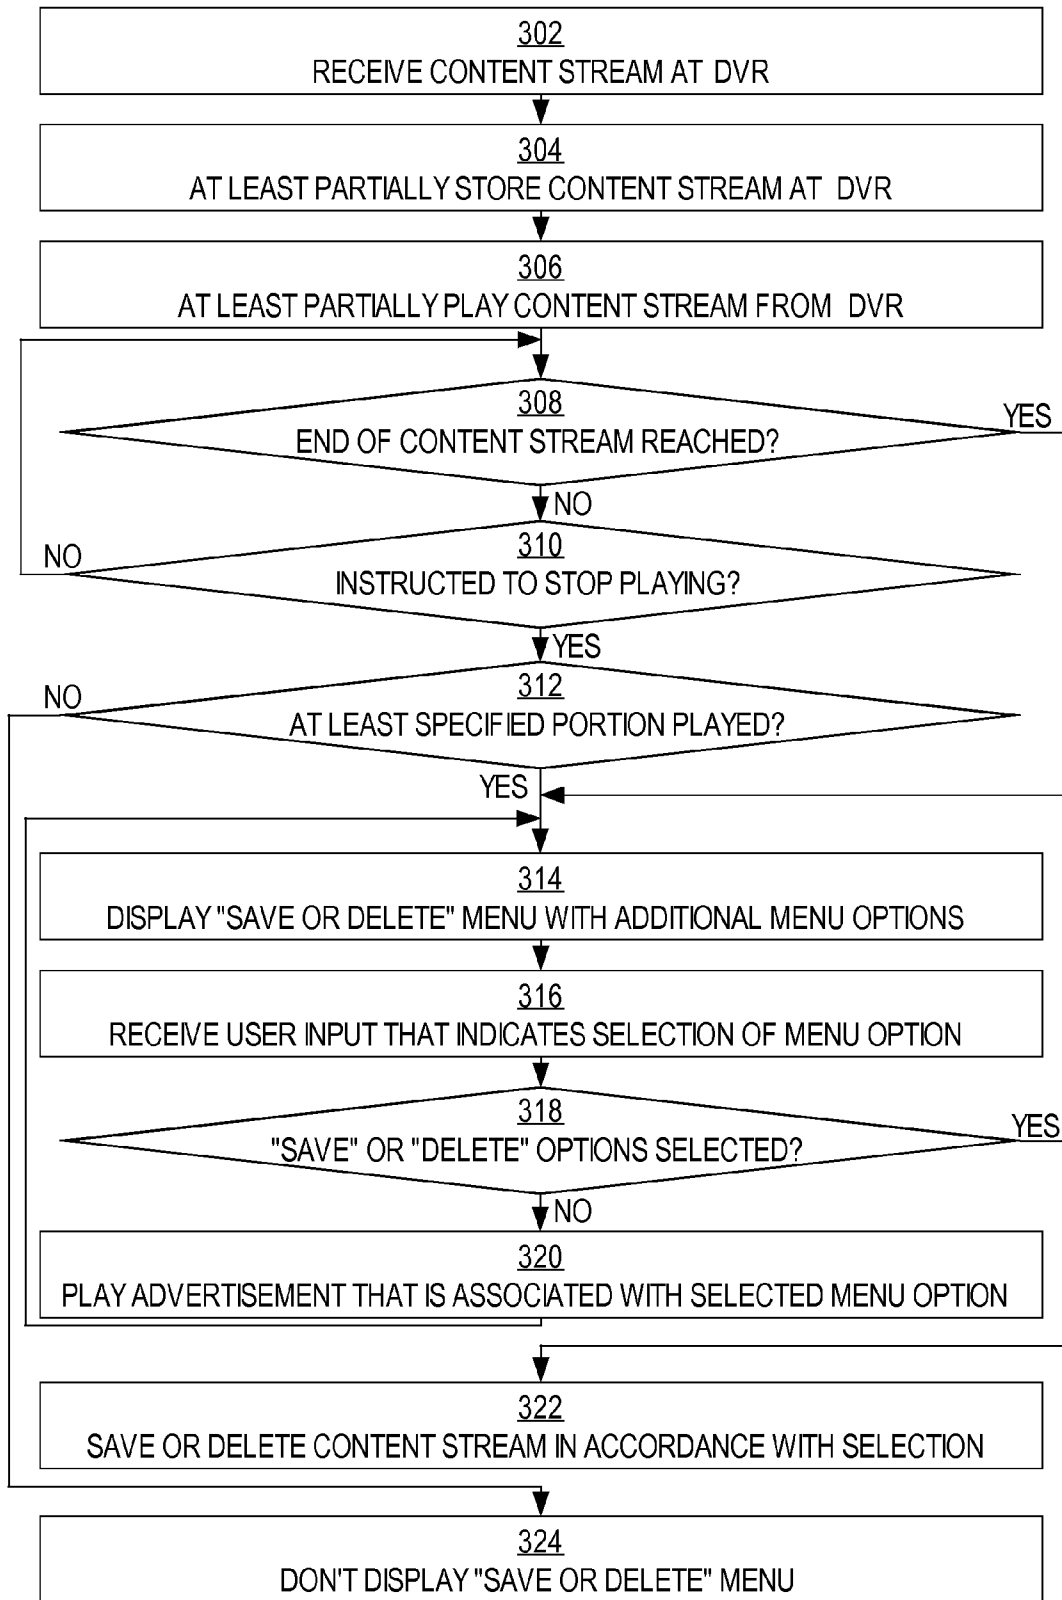 302
RECEIVE CONTENT STREAM AT DVR
304
AT LEAST PARTIALLY STORE CONTENT STREAM AT DVR
306
AT LEAST PARTIALLY PLAY CONTENT STREAM FROM DVR
308
END OF CONTENT STREAM REACHED?
YES
NO
310
INSTRUCTED TO STOP PLAYING?
NO
YES
312
AT LEAST SPECIFIED PORTION PLAYED?
NO
YES
314
DISPLAY "SAVE OR DELETE" MENU WITH ADDITIONAL MENU OPTIONS
316
RECEIVE USER INPUT THAT INDICATES SELECTION OF MENU OPTION
318
"SAVE" OR "DELETE" OPTIONS SELECTED?
YES
NO
320
PLAY ADVERTISEMENT THAT IS ASSOCIATED WITH SELECTED MENU OPTION
322
SAVE OR DELETE CONTENT STREAM IN ACCORDANCE WITH SELECTION
324
DON'T DISPLAY "SAVE OR DELETE" MENU